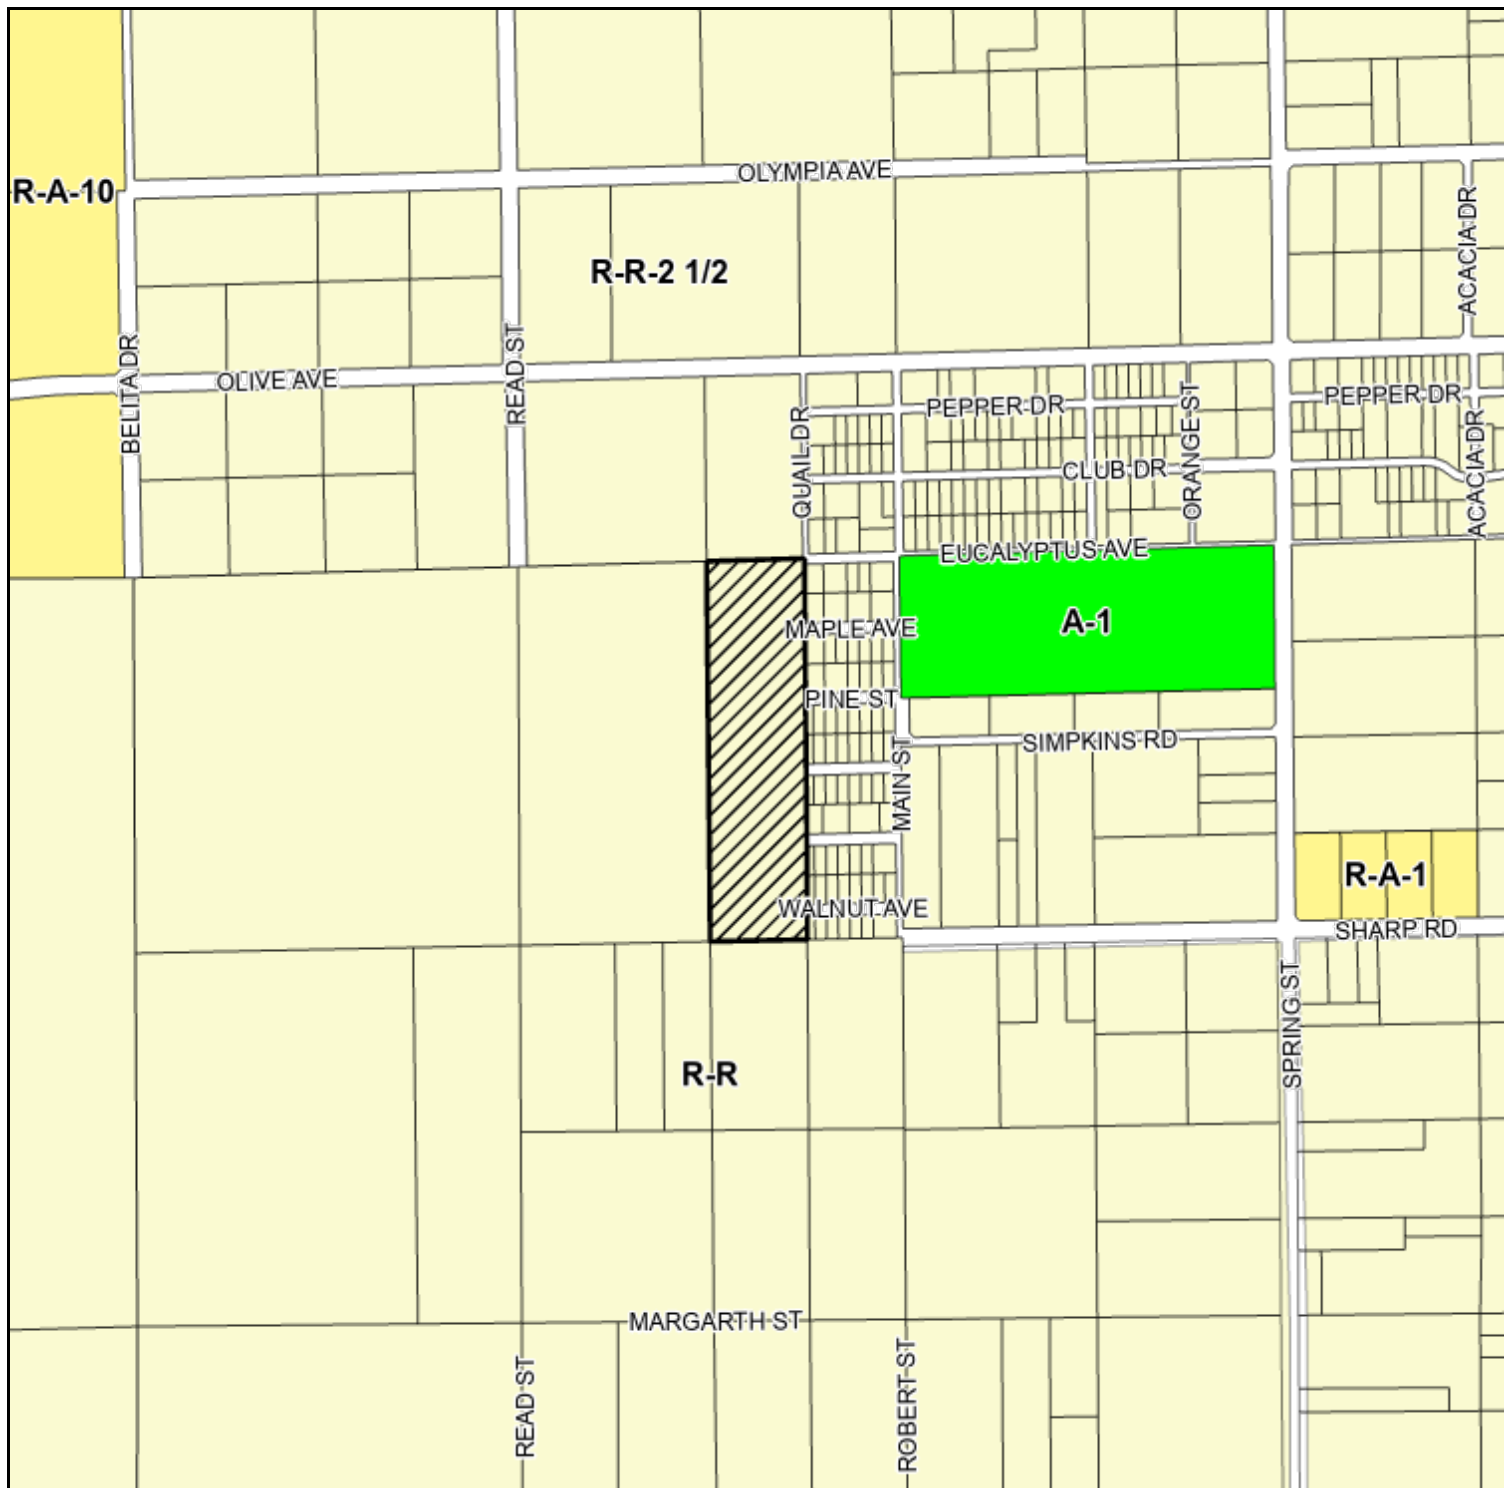 OLYMPIA AVE
R-A-10
ACACIA DR
R-R-2 1/2
READ ST
BELITA DR
OLIVE AVE
PEPPER DR
PEPPER DR
QUAIL DR
ORANGE ST
ACACIA DR
CLUB DR
EUCALYPTUS AVE
A-1
MAPLE AVE
PINE ST
SIMPKINS RD
MAIN ST
R-A-1
WALNUT AVE
SHARP RD
SPRING ST
R-R
MARGARTH ST
READ ST
ROBERT ST